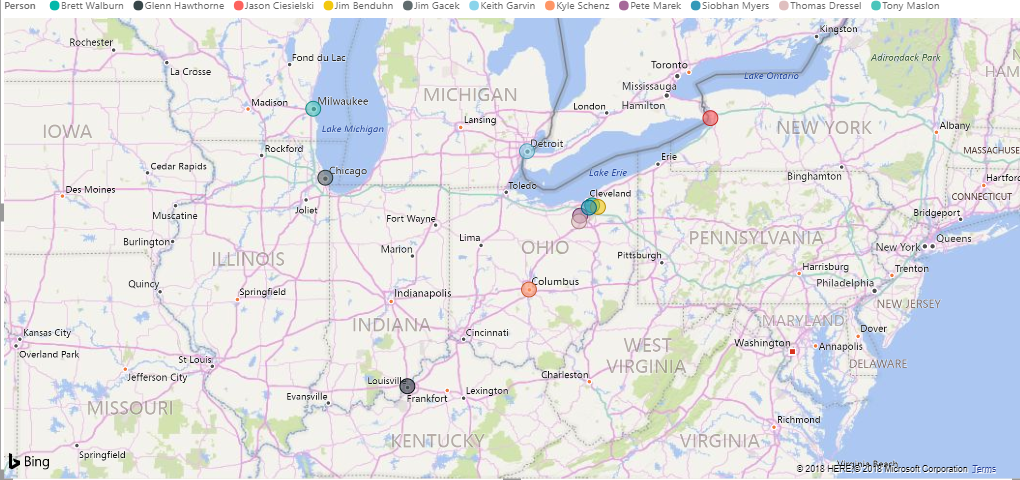 Person Brett Walburn Glenn Hawthorne Jason Ciesielski Jim Benduhn Jim Gacek Keith Garvin Kyle Schenz Pete Marek Siobhan Myers Thomas Dressel Tony Maslon
Kingston
Rochester
Fond du Lac
Adirondack Park
NEW
HAM
La Crosse
Toronto
Lake Ontario
Mississauga
MICHIGAN
Madison
Milwaukee
London
Hamilton
Lansing
IOWA
Lake Michigan
NEW YORK
Albany
Rockford
Detroit
MASSACHUSE
Cedar Rapids
Chicago
Lake Erie
Erie
Binghamton
Hartford
Des Moines
Toledo
Cleveland
CONNECTICUT
Muscatine
Joliet
Fort Wayne
Bridgeport
Burlington
Lima
OHIO
PENNSYLVANIA
New York
Queens
ILLINOIS
Marion
Pittsburgh
Harrisburg
Trenton
Quincy
Springfield
Indianapolis
Columbus
Philadelphia
NEW JERSEY
INDIANA
MARYLAND
Kansas City
Cincinnati
Dover
Overland Park
WEST
VIRGINIA
Washington
Annapolis
St Louis
DELAWARE
Jefferson City
Louisville
Charleston
Evansville
Frankfort
Lexington
MISSOURI
Richmond
KENTUCKY
VIRGINIA
Springfield
Bing
Virginia Beach
© 2018 HERE © 2018 Microsoft Corporation Terms